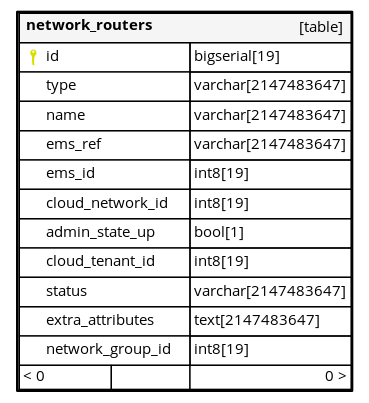 network_routers [table]
id bigserial[19]
type varchar[2147483647]
name varchar[2147483647]
ems_ref varchar[2147483647]
ems_id int8[19]
cloud_network_id int8[19]
admin_state_up bool[1]
cloud_tenant_id int8[19]
status varchar[2147483647]
extra_attributes text[2147483647]
network_group_id int8[19]
< 0 0 >